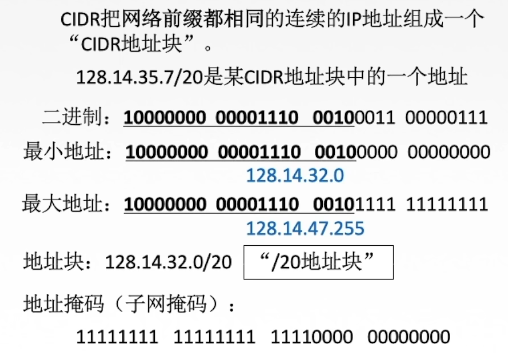 CIDR把网络前缀都相同的连续的IP地址组成一个
“CIDR地址块”。
128.14.35.7/20是某CIDR地址块中的一个地址
二进制：10000000 00001110 00100011 00000111
最小地址：10000000 00001110 00100000 00000000
128.14.32.0
最大地址：10000000 00001110 00101111 11111111
128.14.47.255
地址块：128.14.32.0/20 “/20地址块”
地址掩码（子网掩码）：
11111111 11111111 11110000 00000000